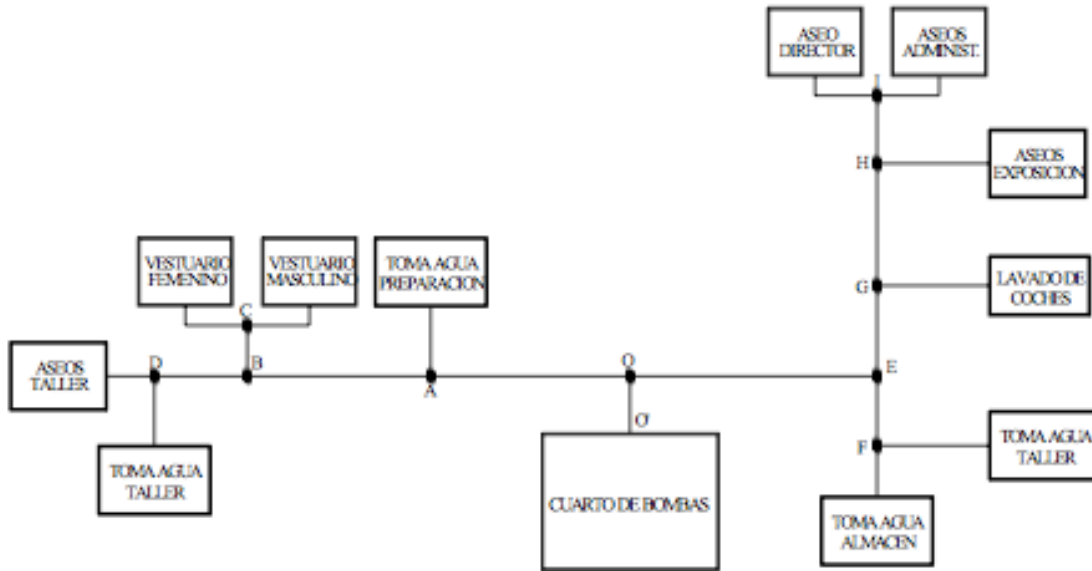 ASEO
DIRECTOR
ASEOS
ADMINIST.
I
H
ASEOS
EXPOSICION
VESTUARIO
FEMENINO
VESTUARIO
MASCULINO
TOMA AGUA
PREPARACION
G
LAVADO DE
COCHES
C
ASEOS
TALLER
D
B
A
O
E
O'
F
TOMA AGUA
TALLER
TOMA AGUA
TALLER
CUARTO DE BOMBAS
TOMA AGUA
ALMACEN